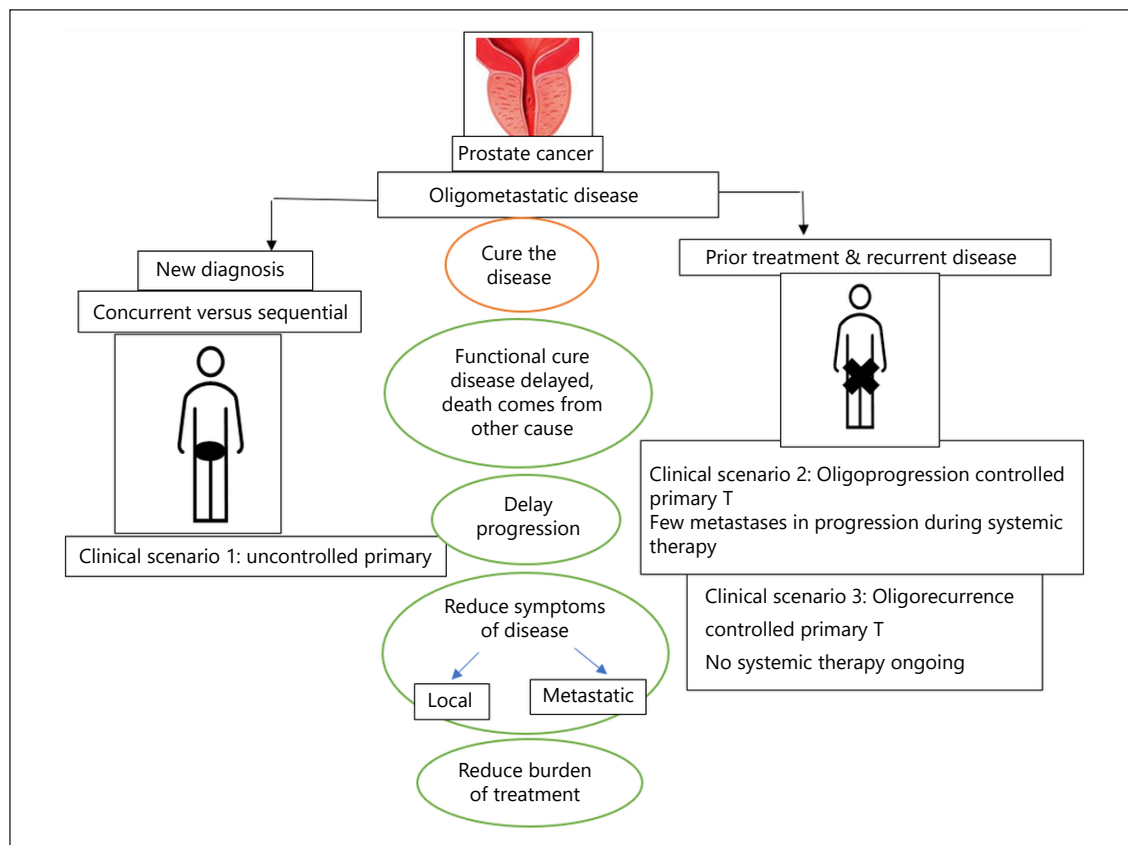 Prostate cancer
Oligometastatic disease
New diagnosis
Concurrent versus sequential
Clinical scenario 1: uncontrolled primary
Cure the
disease
Functional cure
disease delayed,
death comes from
other cause
Delay
progression
Reduce symptoms
of disease
Local
Metastatic
Reduce burden
of treatment
Prior treatment & recurrent disease
Clinical scenario 2: Oligoprogression controlled
primary T
Few metastases in progression during systemic
therapy
Clinical scenario 3: Oligorecurrence
controlled primary T
No systemic therapy ongoing